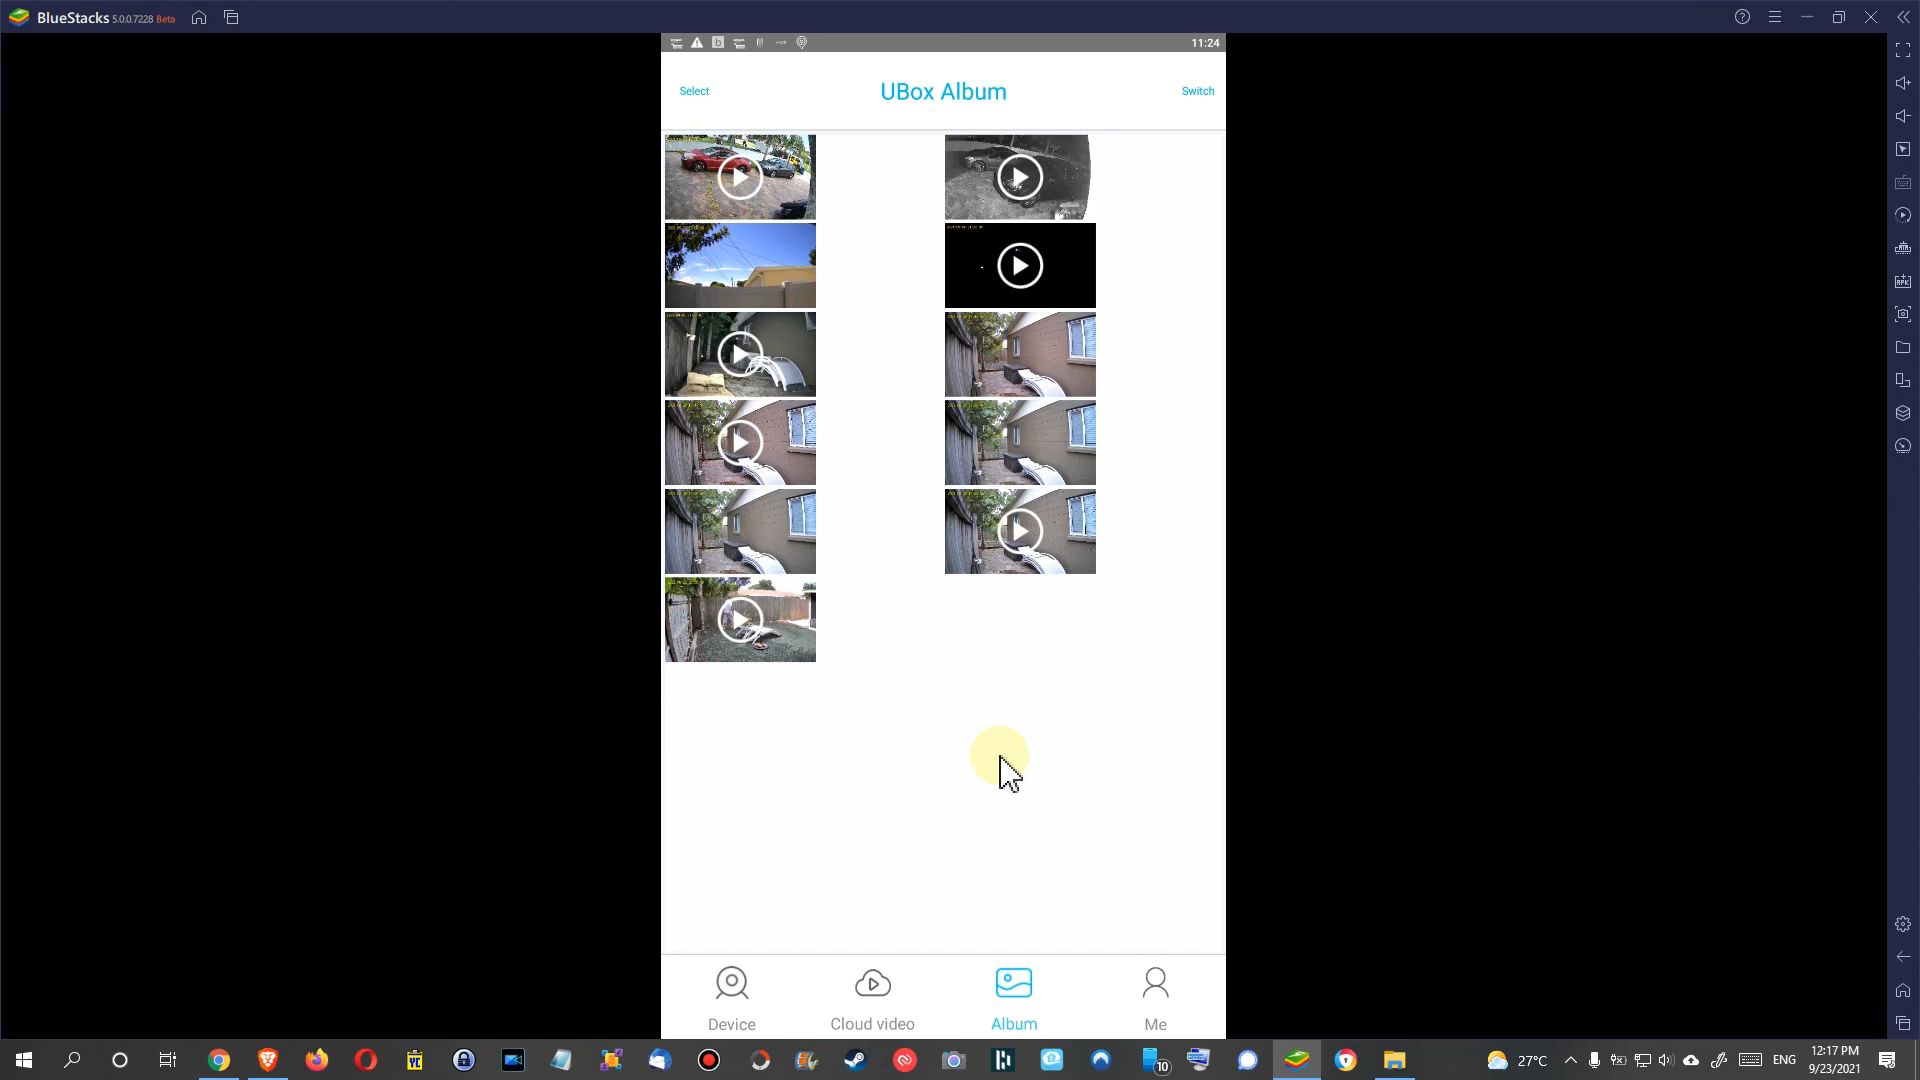 BlueStacks 5.0.0.7228 Beta
11:24
Select
UBox Album
Switch
Device
Cloud video
Album
Me
10
27°C
ENG
12:17 PM
9/23/2021